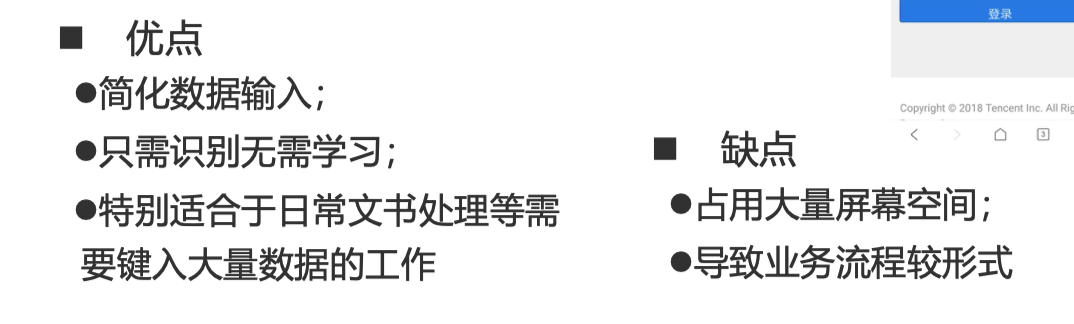 ■ 优点
●简化数据输入；
●只需识别无需学习；
●特别适合于日常文书处理等需
要键入大量数据的工作
登录
Copyright © 2018 Tencent Inc. All Rig
3
■ 缺点
●占用大量屏幕空间；
●导致业务流程较形式